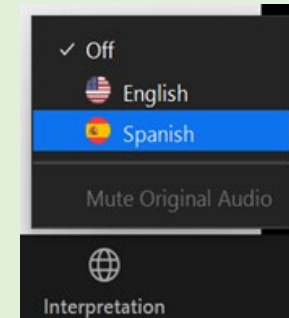 Off
English
Spanish
Mute Original Audio
Interpretation